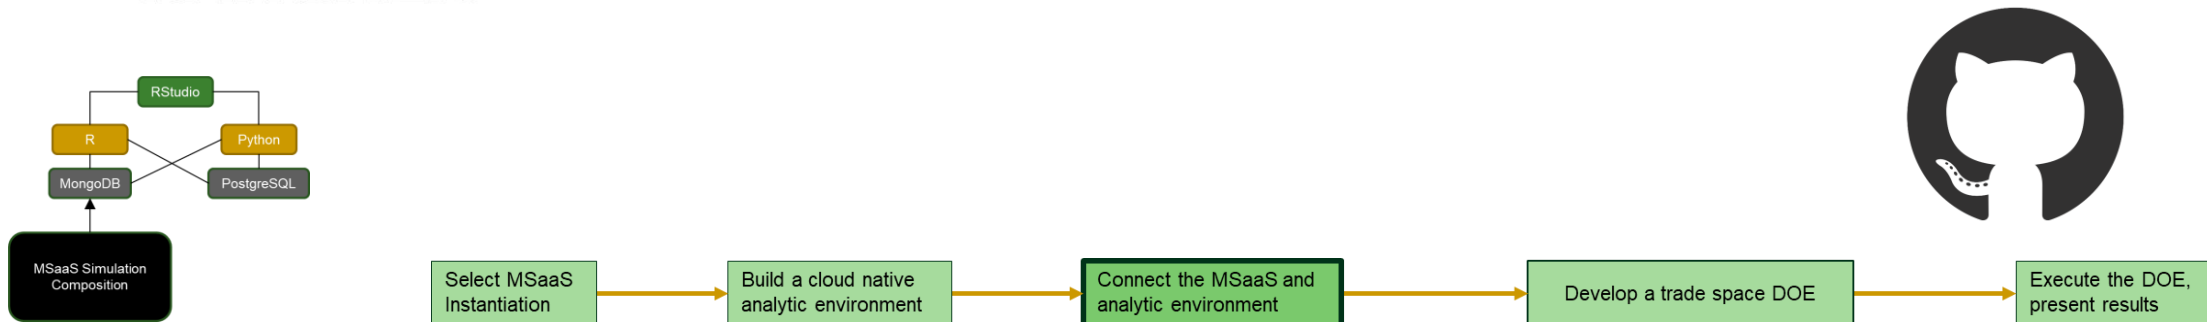 RStudio
R
Python
MongoDB
PostgreSQL
MSaaS Simulation
Composition
Select MSaaS
Instantiation
Build a cloud native
analytic environment
Connect the MSaaS and
analytic environment
Develop a trade space DOE
Execute the DOE,
present results